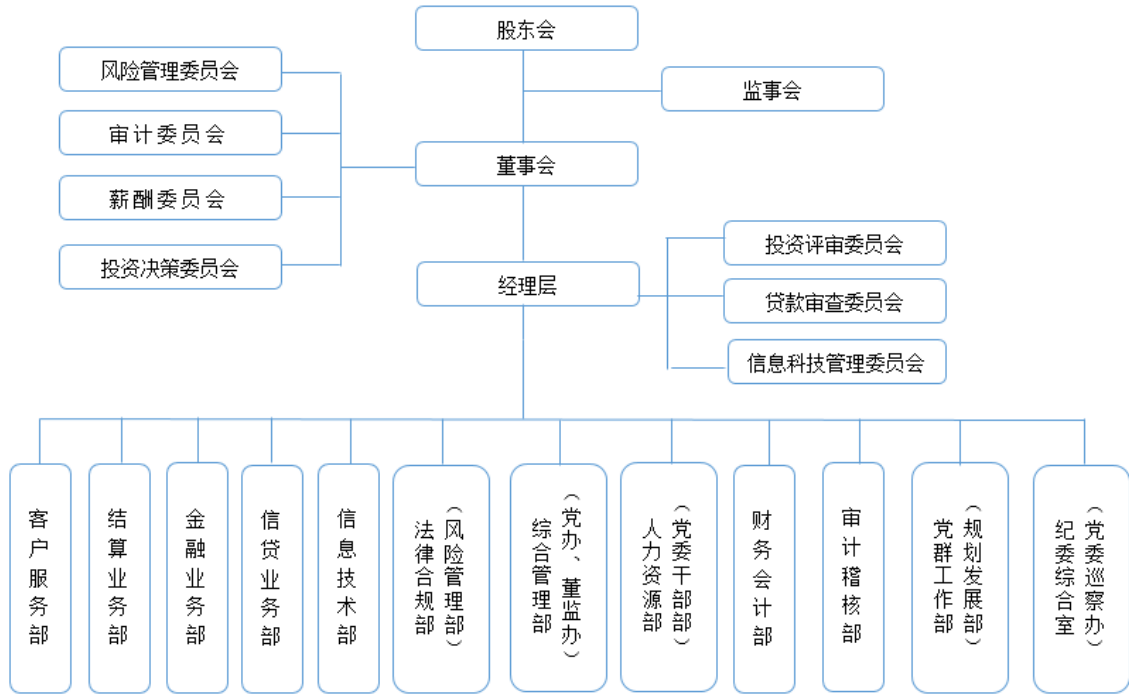 股东会
风险管理委员会
监事会
审计委员会
董事会
薪酬委员会
投资评审委员会
投资决策委员会
经理层
贷款审查委员会
信息科技管理委员会
客户服务部
结算业务部
金融业务部
信贷业务部
信息技术部
法律合规部
（风险管理部）
综合管理部
（党办、董监办）
人力资源部
（党委干部部）
财务会计部
审计稽核部
党群工作部
（规划发展部）
纪委综合室
（党委巡察办）